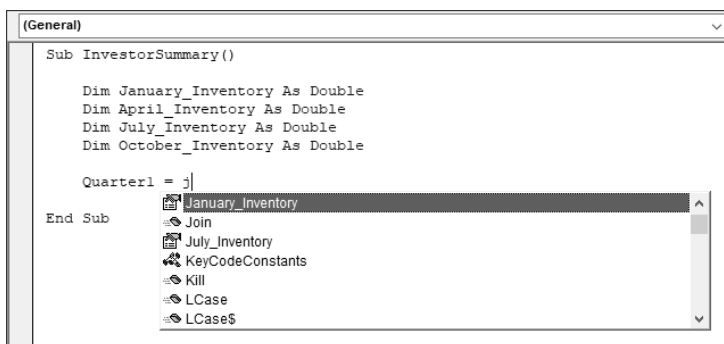 (General)
Sub InvestorSummary()
Dim January_Inventory As Double
Dim April_Inventory As Double
Dim July_Inventory As Double
Dim October_Inventory As Double
Quarter1 = j
January_Inventory
Join
July_Inventory
KeyCodeConstants
Kill
LCase
LCase$
End Sub